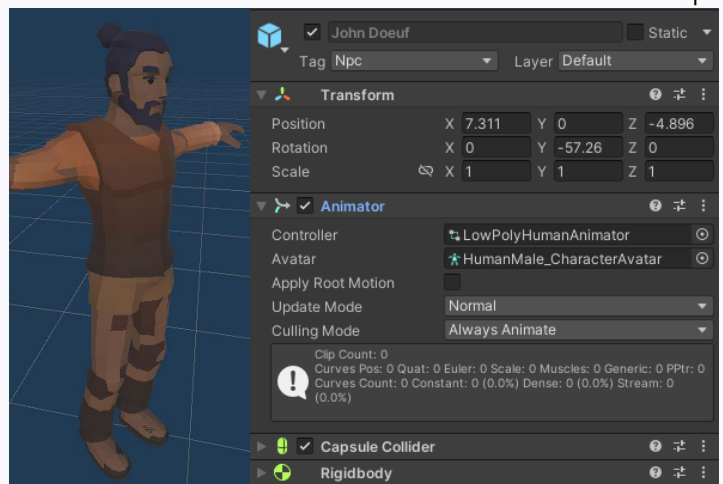 John Doeuf Static
Tag Npc Layer Default
Transform
Position X 7.311 Y 0 Z -4.896
Rotation X 0 Y -57.26 Z 0
Scale X 1 Y 1 Z 1
Animator
Controller LowPolyHumanAnimator
Avatar HumanMale_CharacterAvatar
Apply Root Motion
Update Mode Normal
Culling Mode Always Animate
Clip Count: 0
Curves Pos: 0 Quat: 0 Euler: 0 Scale: 0 Muscles: 0 Generic: 0 PPtr: 0
Curves Count: 0 Constant: 0 (0.0%) Dense: 0 (0.0%) Stream: 0
(0.0%)
Capsule Collider
Rigidbody